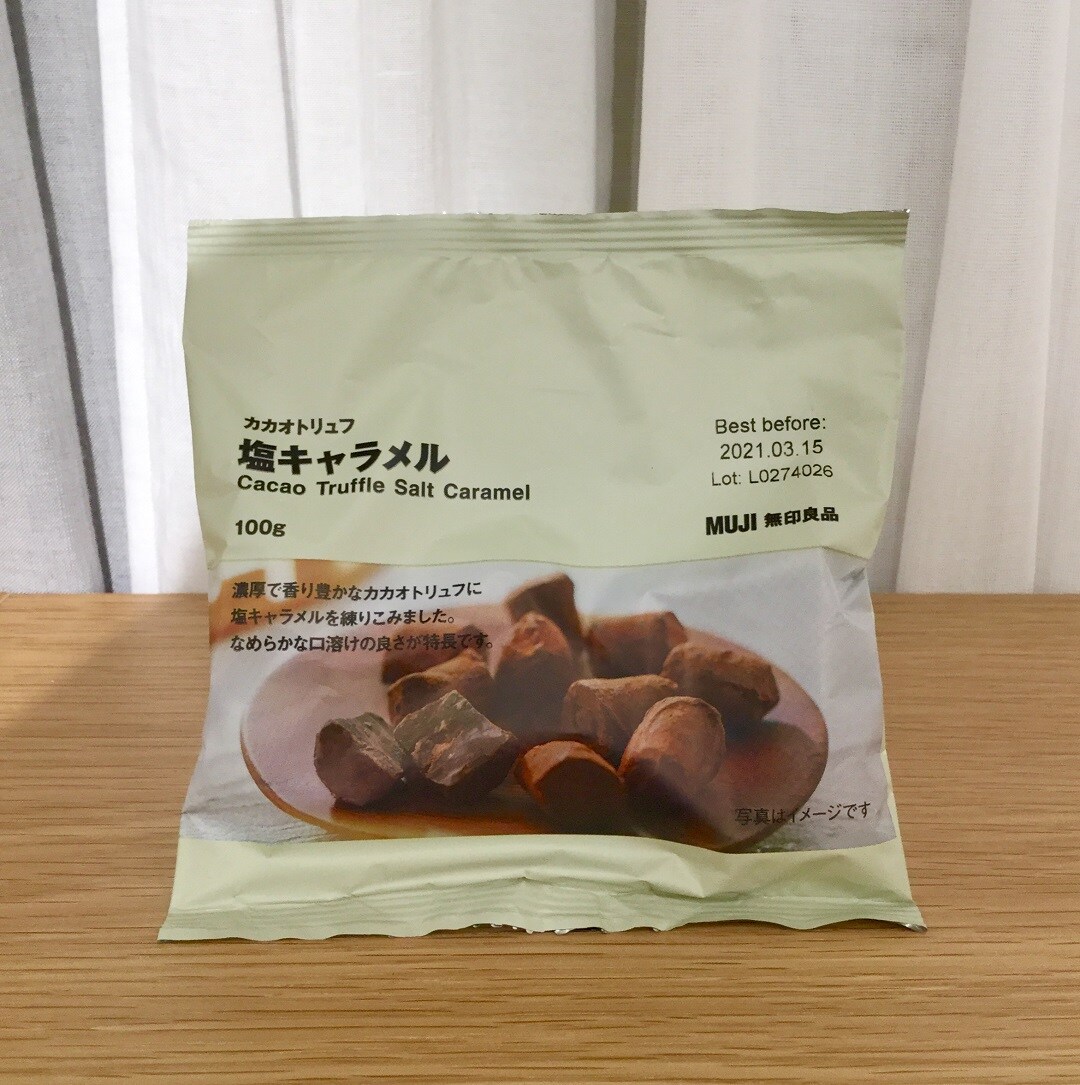 カカオトリュフ
塩キャラメル
Cacao Truffle Salt Caramel
100g
Best before:
2021.03.15
Lot: L0274026
MUJI 無印良品
濃厚で香り豊かなカカオトリュフに
塩キャラメルを練りこみました。
なめらかな口溶けの良さが特長です。
写真はイメージです